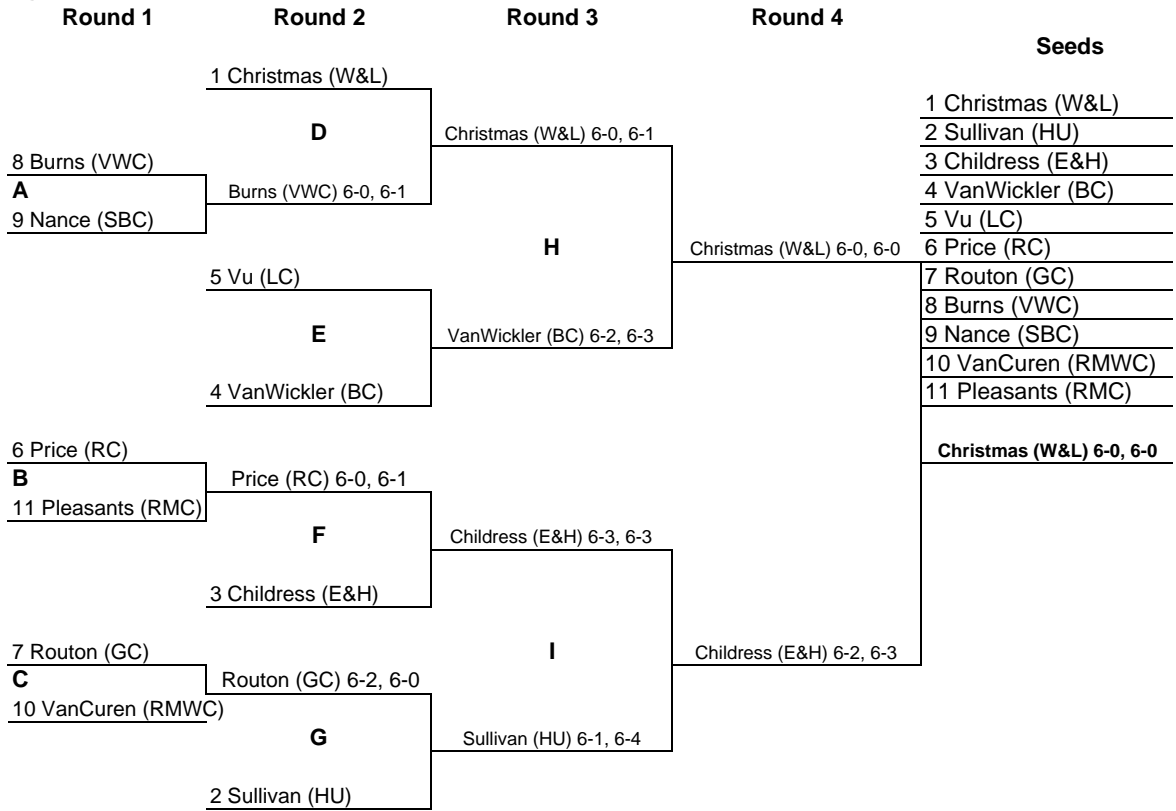 Round 1 Round 2 Round 3 Round 4
Seeds
1 Christmas (W&L)
1 Christmas (W&L)
D
Christmas (W&L) 6-0, 6-1
2 Sullivan (HU)
8 Burns (VWC)
3 Childress (E&H)
A
Burns (VWC) 6-0, 6-1
4 VanWickler (BC)
9 Nance (SBC)
5 Vu (LC)
H
Christmas (W&L) 6-0, 6-0
6 Price (RC)
5 Vu (LC)
7 Routon (GC)
8 Burns (VWC)
E
VanWickler (BC) 6-2, 6-3
9 Nance (SBC)
10 VanCuren (RMWC)
4 VanWickler (BC)
11 Pleasants (RMC)
6 Price (RC)
Christmas (W&L) 6-0, 6-0
B
Price (RC) 6-0, 6-1
11 Pleasants (RMC)
F
Childress (E&H) 6-3, 6-3
3 Childress (E&H)
7 Routon (GC)
I
Childress (E&H) 6-2, 6-3
C
Routon (GC) 6-2, 6-0
10 VanCuren (RMWC)
G
Sullivan (HU) 6-1, 6-4
2 Sullivan (HU)